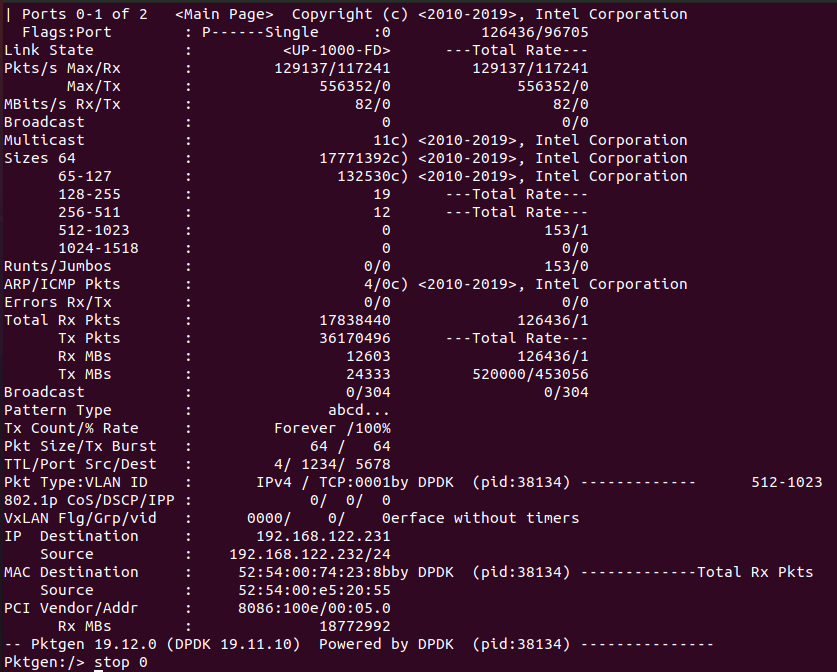 | Ports 0-1 of 2   <Main Page>  Copyright (c) <2010-2019>, Intel Corporation
  Flags:Port        : P------Single      :0          126436/96705
Link State          :          <UP-1000-FD>      ---Total Rate---
Pkts/s Max/Rx       :         129137/117241         129137/117241
       Max/Tx       :              556352/0              556352/0
MBits/s Rx/Tx       :                  82/0                  82/0
Broadcast           :                     0                   0/0
Multicast           :                    11c) <2010-2019>, Intel Corporation
Sizes 64            :              17771392c) <2010-2019>, Intel Corporation
      65-127        :                132530c) <2010-2019>, Intel Corporation
      128-255       :                    19      ---Total Rate---
      256-511       :                    12      ---Total Rate---
      512-1023      :                     0                 153/1
      1024-1518     :                     0                   0/0
Runts/Jumbos        :                   0/0                 153/0
ARP/ICMP Pkts       :                   4/0c) <2010-2019>, Intel Corporation
Errors Rx/Tx        :                   0/0                   0/0
Total Rx Pkts       :              17838440              126436/1
      Tx Pkts       :              36170496      ---Total Rate---
      Rx MBs        :                 12603              126436/1
      Tx MBs        :                 24333         520000/453056
Broadcast           :                 0/304                 0/304
Pattern Type        :               abcd...
Tx Count/% Rate     :         Forever /100%
Pkt Size/Tx Burst   :             64 /   64
TTL/Port Src/Dest   :         4/ 1234/ 5678
Pkt Type:VLAN ID    :       IPv4 / TCP:0001by DPDK  (pid:38134) -------------      512-1023
802.1p CoS/DSCP/IPP :             0/  0/  0
VxLAN Flg/Grp/vid   :      0000/    0/    0erface without timers
IP  Destination     :       192.168.122.231
    Source          :    192.168.122.232/24
MAC Destination     :     52:54:00:74:23:8bby DPDK  (pid:38134) -------------Total Rx Pkts
    Source          :     52:54:00:e5:20:55
PCI Vendor/Addr     :     8086:100e/00:05.0
      Rx MBs        :              18772992
-- Pktgen 19.12.0 (DPDK 19.11.10)  Powered by DPDK  (pid:38134) ---------------
Pktgen:/> stop 0